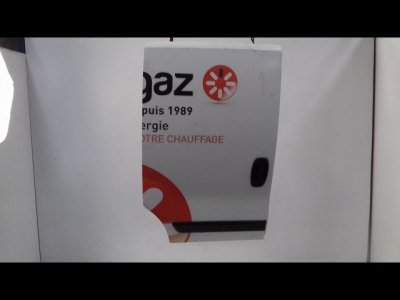 gaz
puis 1989
ergie
OTRE CHAUFFAGE